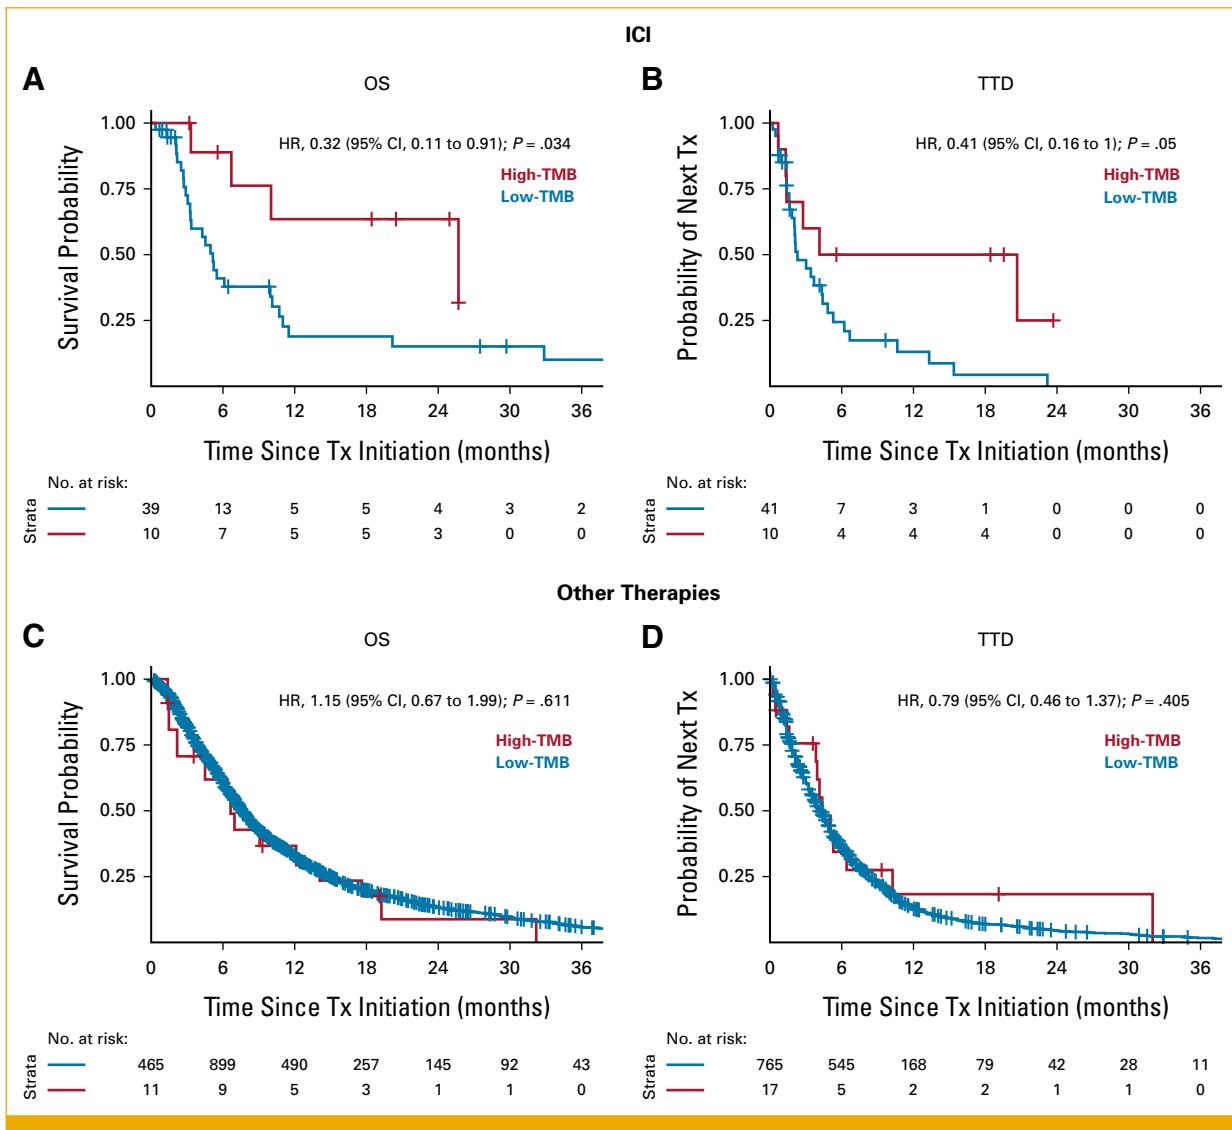 ICI
A
OS
Survival Probability
1.00
0.75
0.50
0.25
HR, 0.32 (95% CI, 0.11 to 0.91); P = .034
High-TMB
Low-TMB
0 6 12 18 24 30 36
Time Since Tx Initiation (months)
No. at risk:
Strata
39 13 5 5 4 3 2
10 7 5 5 3 0 0
B
TTD
Probability of Next Tx
1.00
0.75
0.50
0.25
HR, 0.41 (95% CI, 0.16 to 1); P = .05
High-TMB
Low-TMB
0 6 12 18 24 30 36
Time Since Tx Initiation (months)
No. at risk:
Strata
41 7 3 1 0 0 0
10 4 4 4 0 0 0
Other Therapies
C
OS
Survival Probability
1.00
0.75
0.50
0.25
HR, 1.15 (95% CI, 0.67 to 1.99); P = .611
High-TMB
Low-TMB
0 6 12 18 24 30 36
Time Since Tx Initiation (months)
No. at risk:
Strata
465 899 490 257 145 92 43
11 9 5 3 1 1 0
D
TTD
Probability of Next Tx
1.00
0.75
0.50
0.25
HR, 0.79 (95% CI, 0.46 to 1.37); P = .405
High-TMB
Low-TMB
0 6 12 18 24 30 36
Time Since Tx Initiation (months)
No. at risk:
Strata
765 545 168 79 42 28 11
17 5 2 2 1 1 0